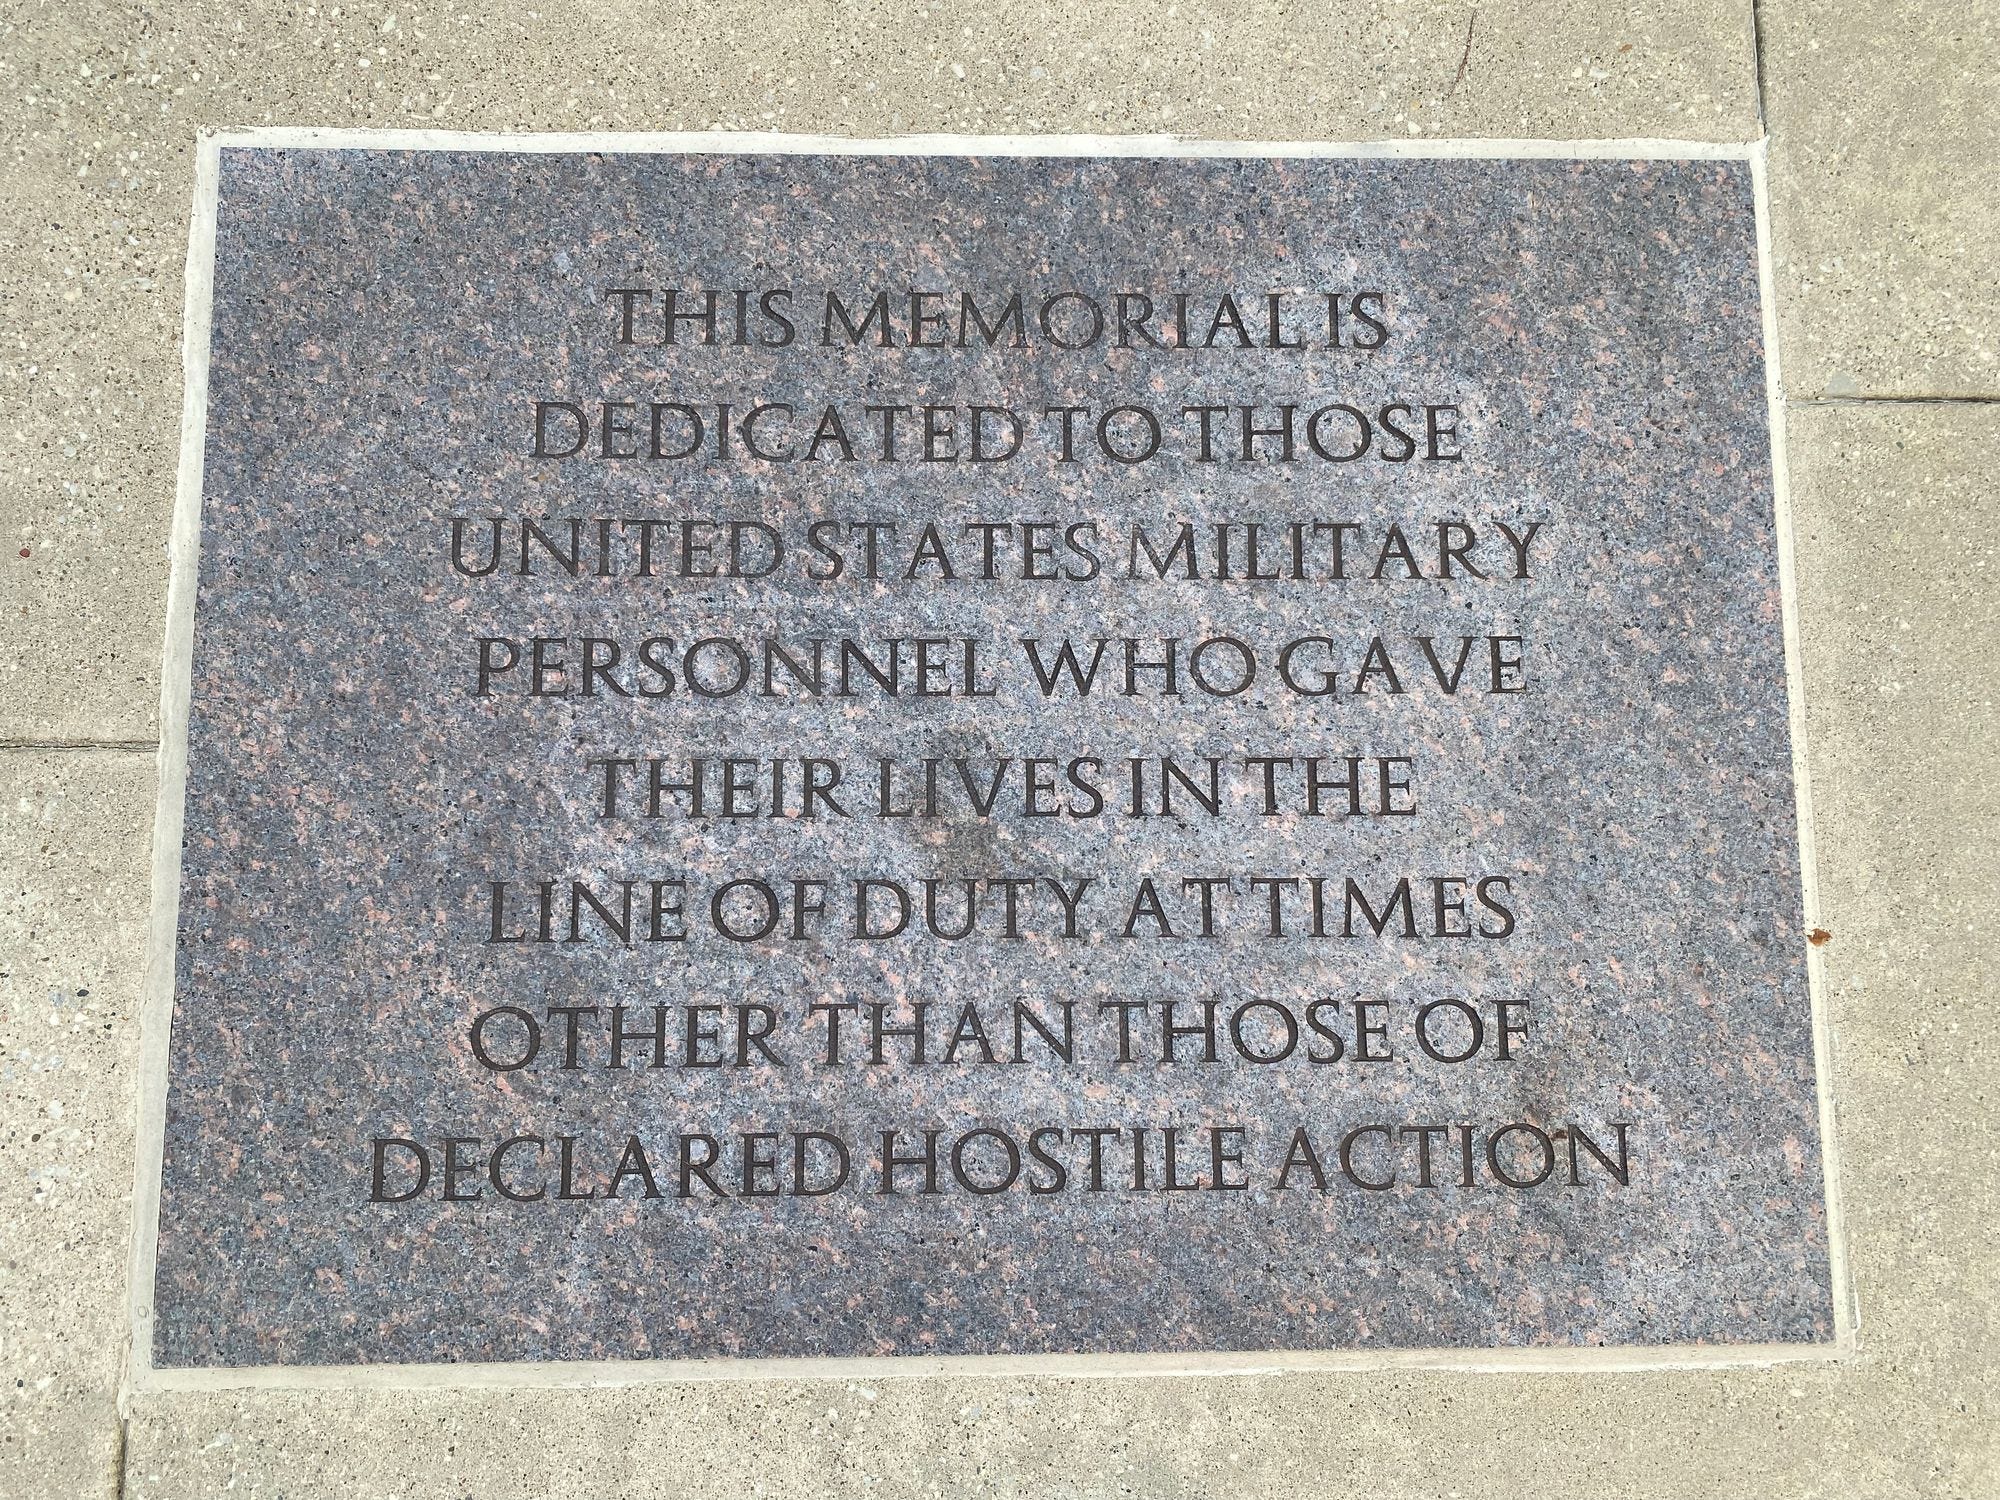 THIS MEMORIAL IS
DEDICATED TO THOSE
UNITED STATES MILITARY
PERSONNEL WHO GAVE
THEIR LIVES IN THE
LINE OF DUTY AT TIMES
OTHER THAN THOSE OF
DECLARED HOSTILE ACTION